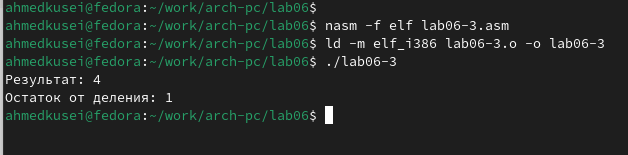 ahmedkusei@fedora:~/work/arch-pc/lab06$
ahmedkusei@fedora:~/work/arch-pc/lab06$ nasm -f elf lab06-3.asm
ahmedkusei@fedora:~/work/arch-pc/lab06$ ld -m elf_i386 lab06-3.o -o lab06-3
ahmedkusei@fedora:~/work/arch-pc/lab06$ ./lab06-3
Результат: 4
Остаток от деления: 1
ahmedkusei@fedora:~/work/arch-pc/lab06$